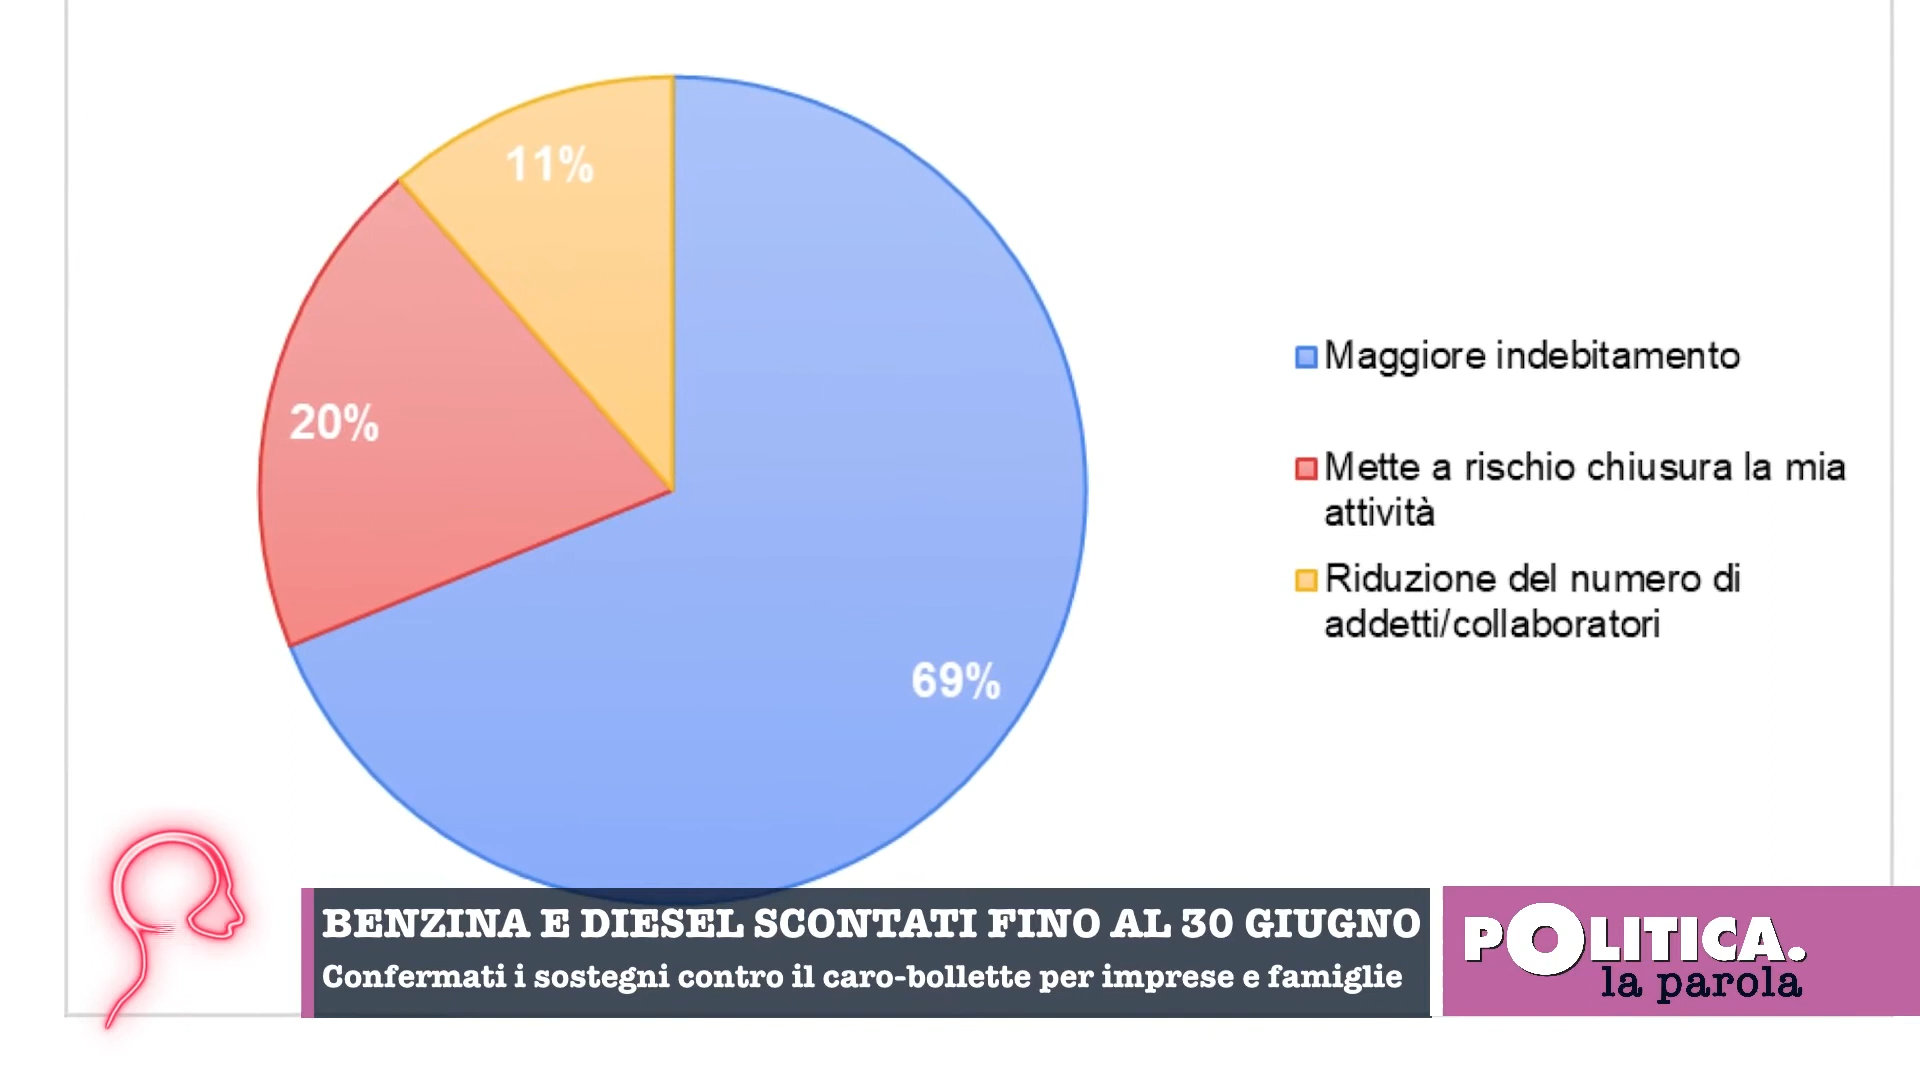 11%
20%
69%
Maggiore indebitamento
Mette a rischio chiusura la mia
attività
Riduzione del numero di
addetti/collaboratori
BENZINA E DIESEL SCONTATI FINO AL 30 GIUGNO
Confermati i sostegni contro il caro-bollette per imprese e famiglie
POLITICA.
la parola